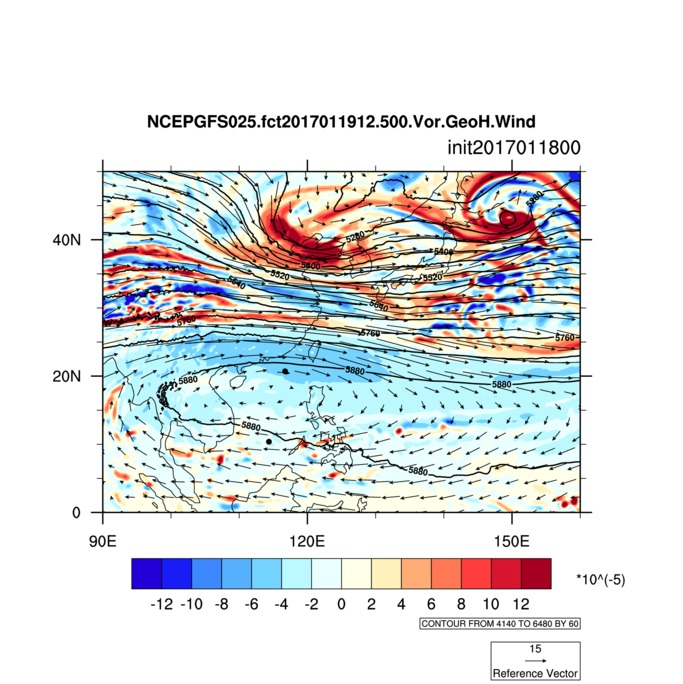 NCEPGFS025.fct2017011912.500.Vor.GeoH.Wind
init2017011800
5280
40N
5280
5400
5400
5520
5520
5640
5640
5760
5760
5760
20N
5880
5880
5880
5880
5880
0
90E 120E 150E
-12 -10 -8 -6 -4 -2 0 2 4 6 8 10 12
*10^(-5)
CONTOUR FROM 4140 TO 6480 BY 60
15
Reference Vector